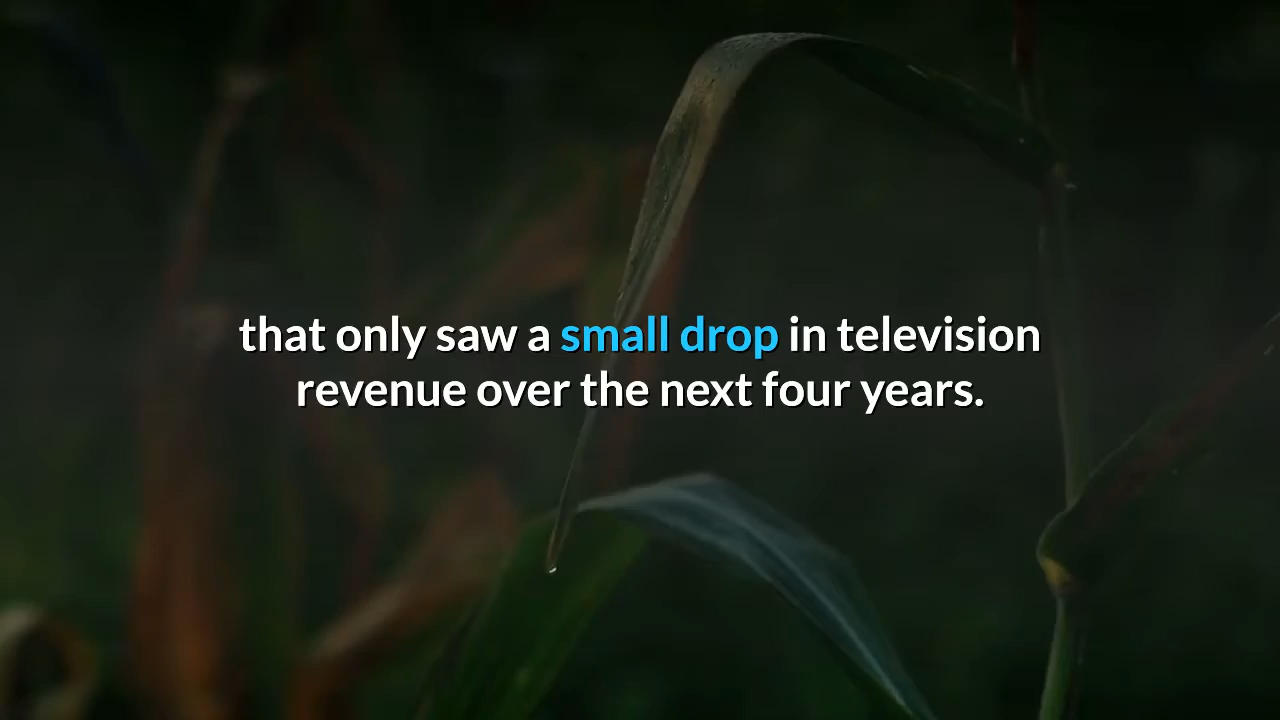 that only saw a small drop in television
revenue over the next four years.